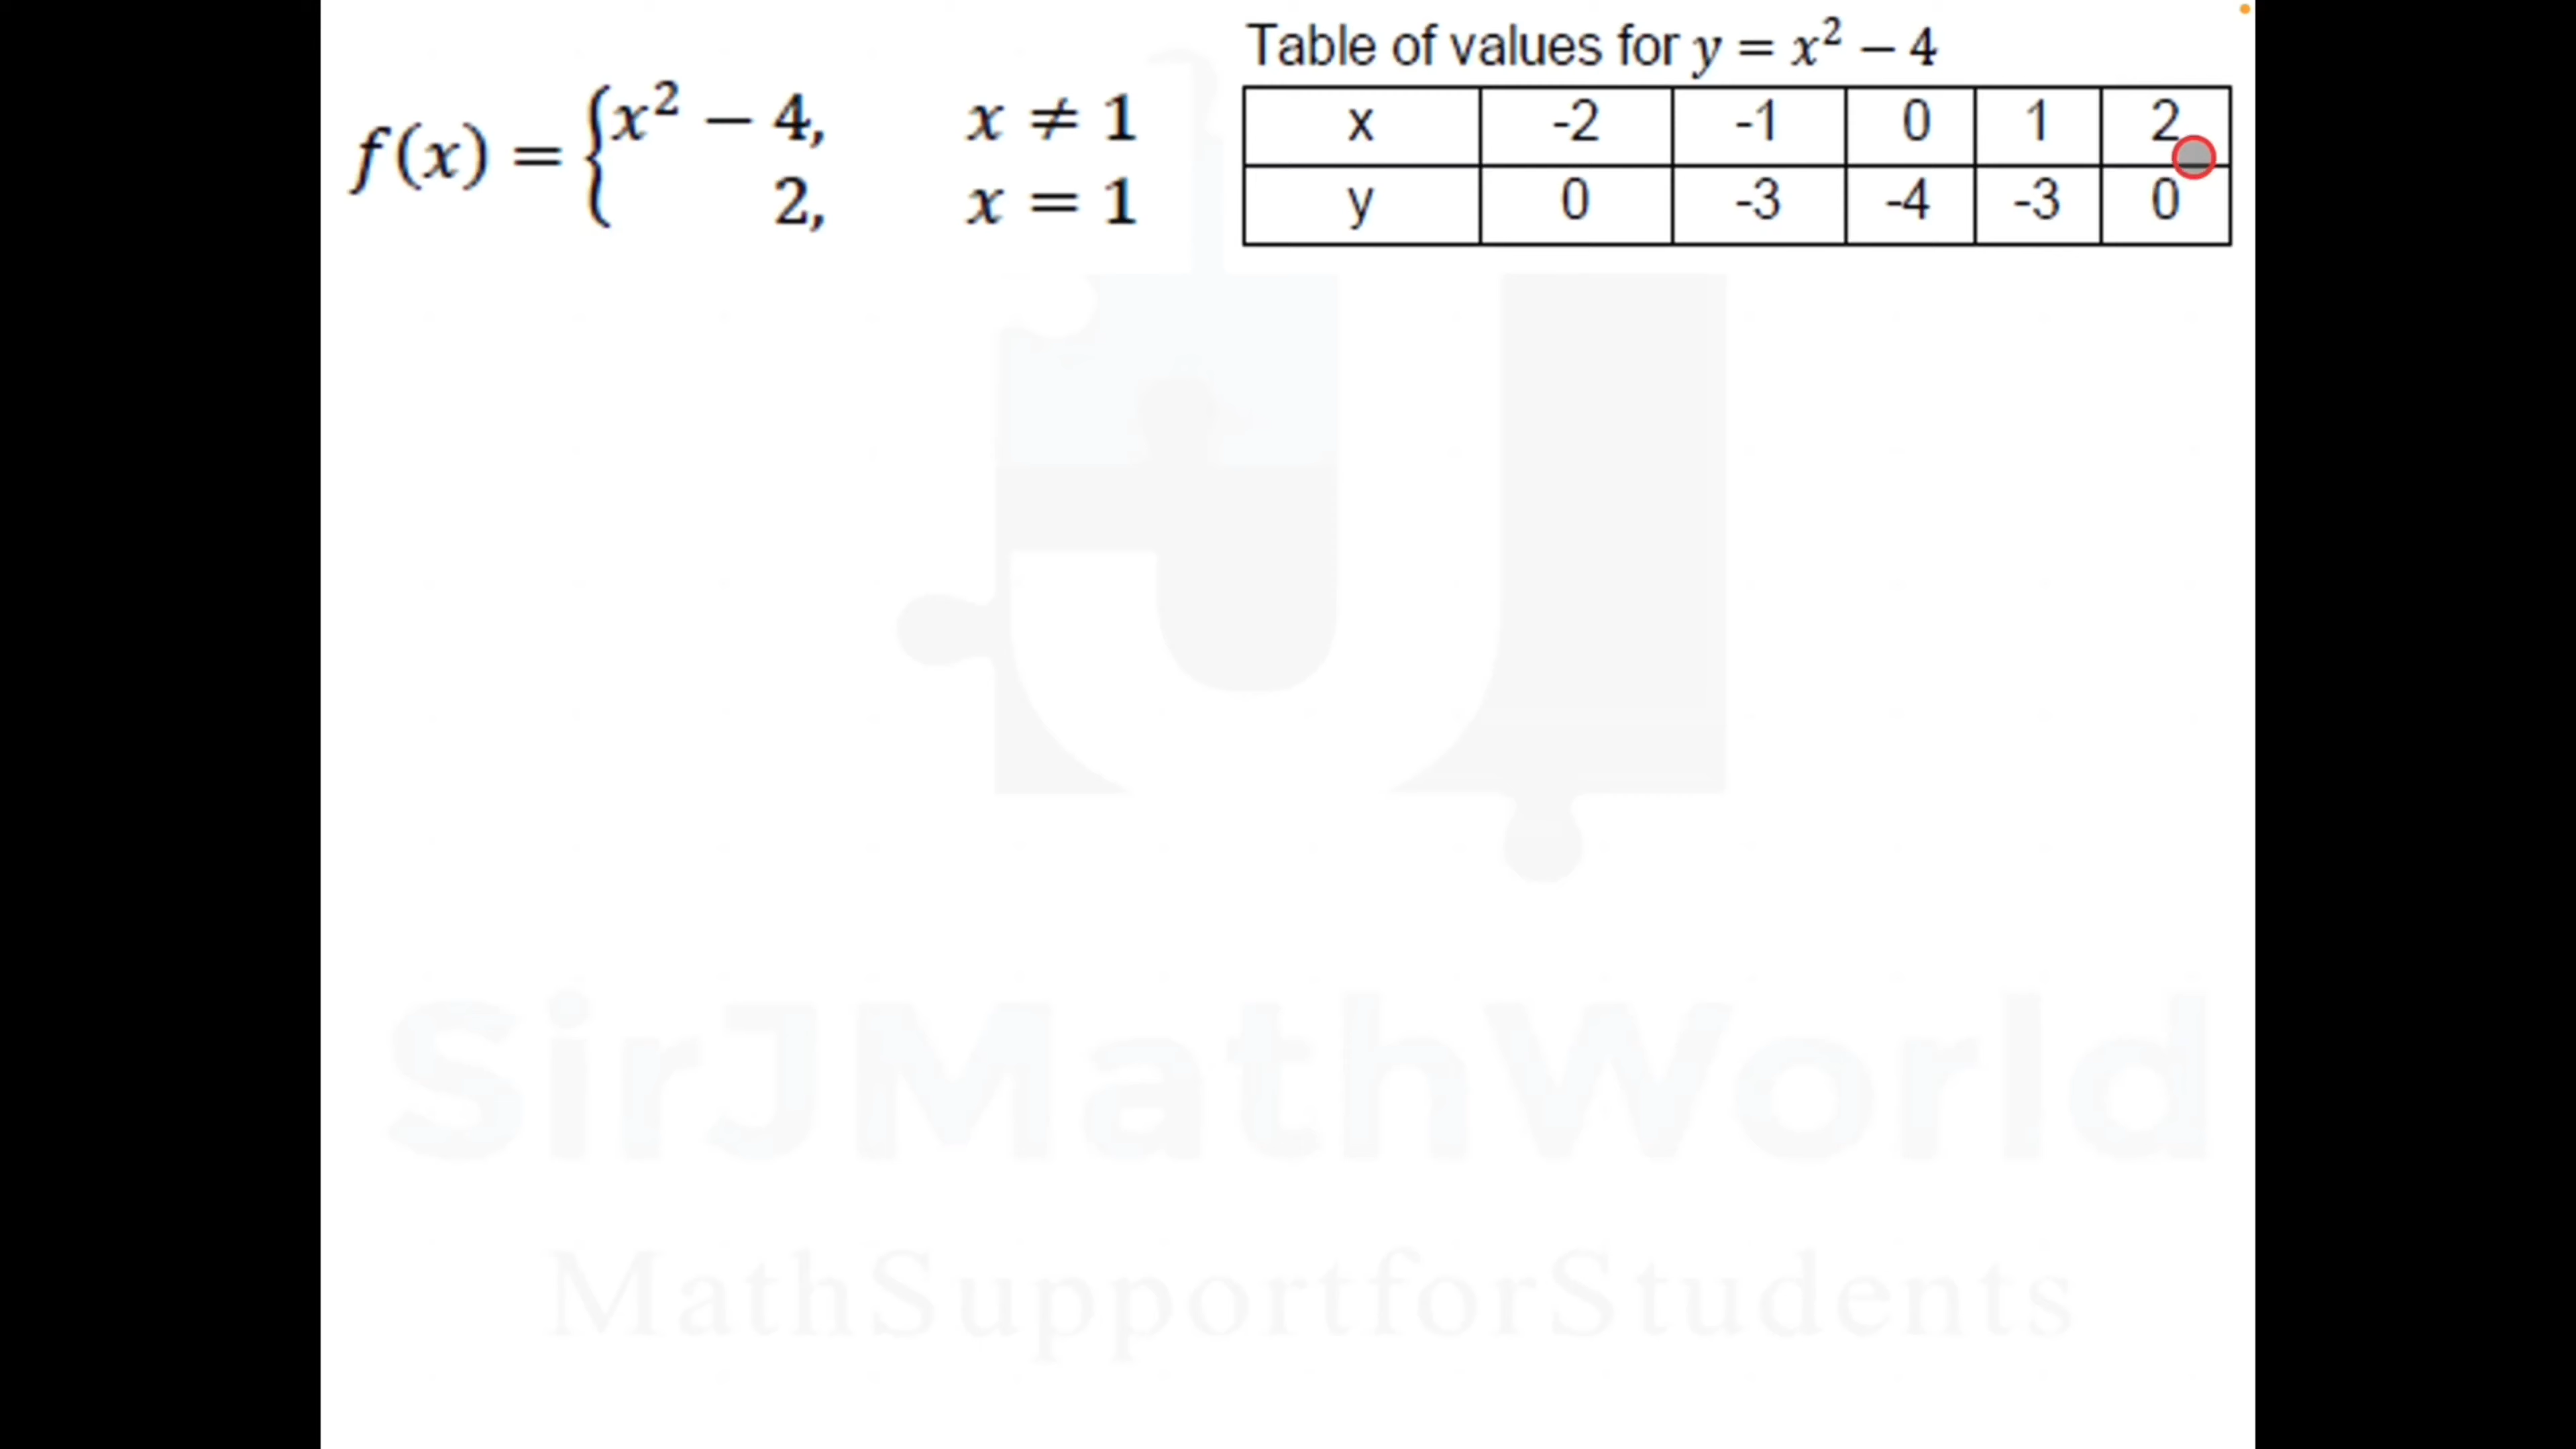 f(x) = {x² − 4, x ≠ 1
2, x = 1
Table of values for y = x² − 4
x -2 -1 0 1 2
y 0 -3 -4 -3 0
SirJMathWorld
MathSupportforStudents